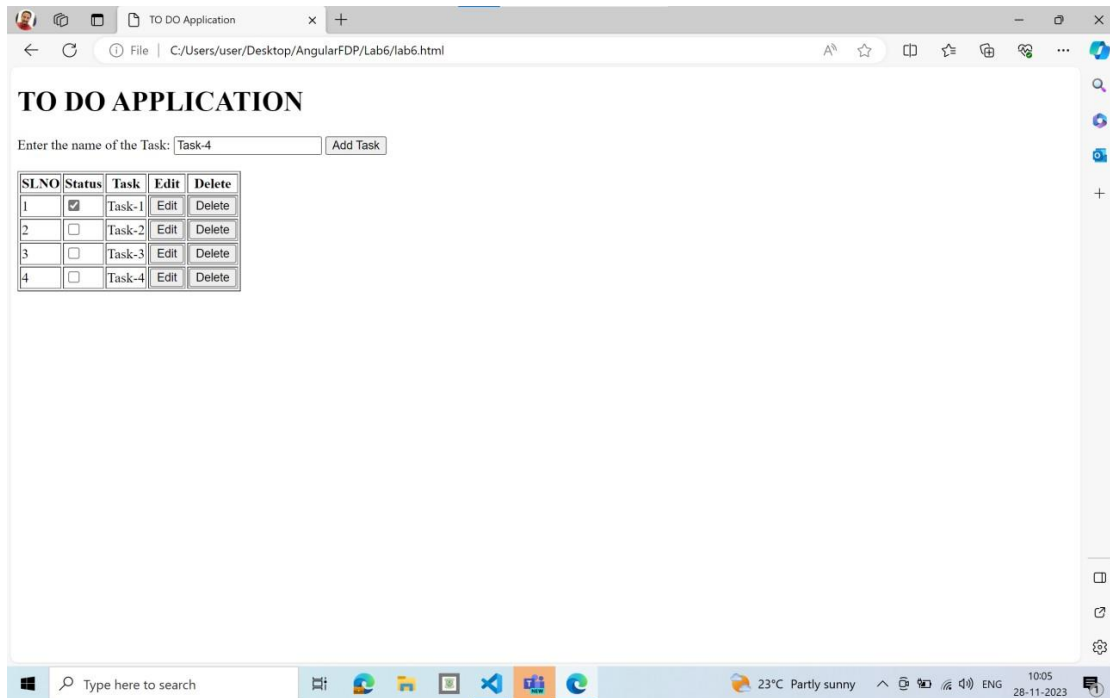 TO DO Application
File | C:/Users/user/Desktop/AngularFDP/Lab6/lab6.html
TO DO APPLICATION
Enter the name of the Task: Task-4 Add Task
SLNO Status Task Edit Delete
1 Task-1 Edit Delete
2 Task-2 Edit Delete
3 Task-3 Edit Delete
4 Task-4 Edit Delete
Type here to search NEW 23°C Partly sunny ENG 10:05
28-11-2023